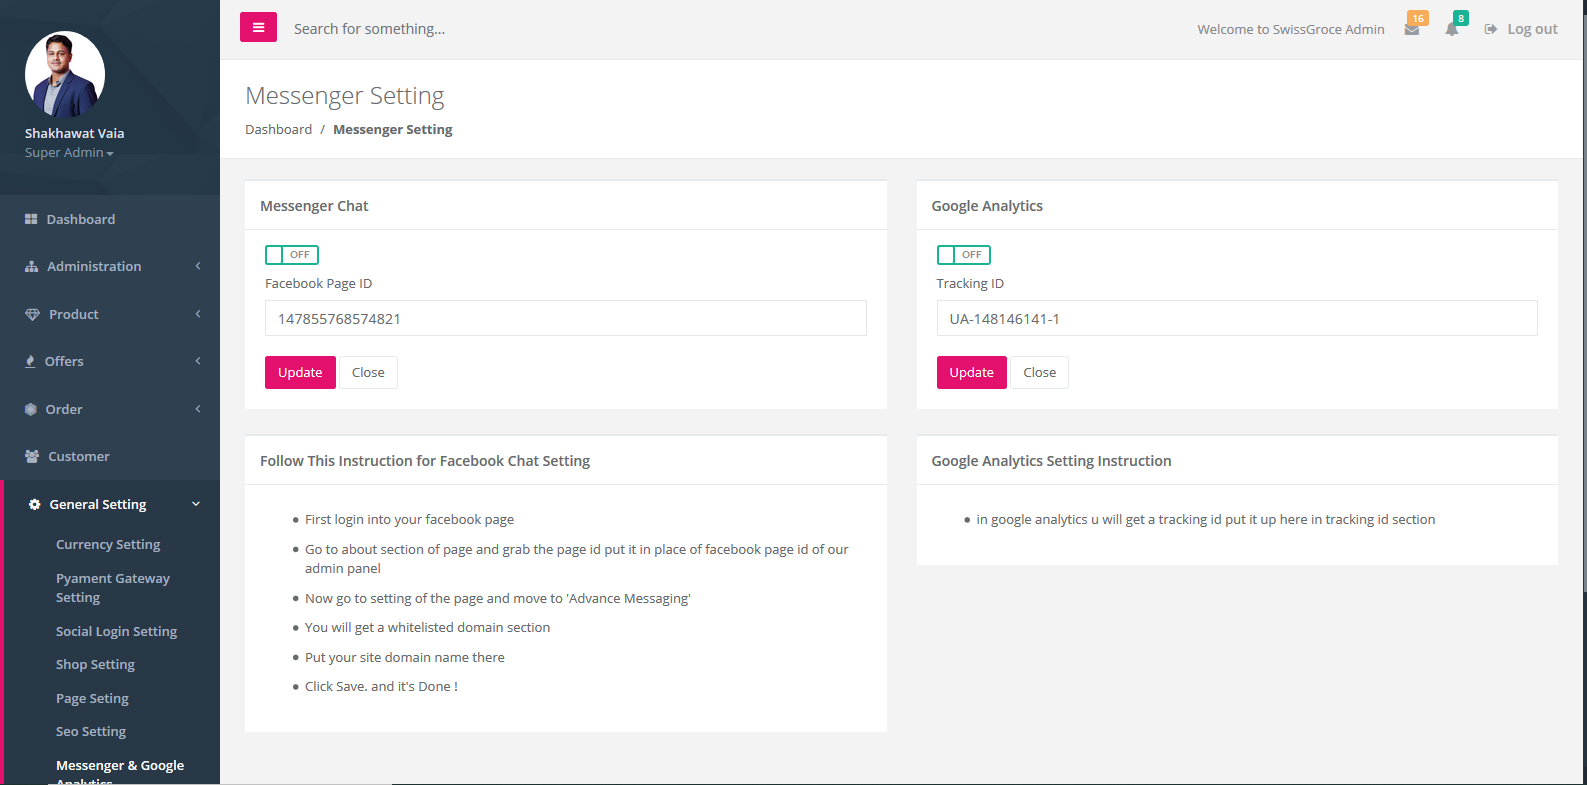 Search for something...
Welcome to SwissGroce Admin
16
8
Log out
Shakhawat Vaia
Super Admin
Dashboard
Administration
Product
Offers
Order
Customer
General Setting
Currency Setting
Pyament Gateway
Setting
Social Login Setting
Shop Setting
Page Seting
Seo Setting
Messenger & Google
Analytics
Messenger Setting
Dashboard / Messenger Setting
Messenger Chat
OFF
Facebook Page ID
147855768574821
Update Close
Google Analytics
OFF
Tracking ID
UA-148146141-1
Update Close
Follow This Instruction for Facebook Chat Setting
First login into your facebook page
Go to about section of page and grab the page id put it in place of facebook page id of our
admin panel
Now go to setting of the page and move to 'Advance Messaging'
You will get a whitelisted domain section
Put your site domain name there
Click Save. and it's Done !
Google Analytics Setting Instruction
in google analytics u will get a tracking id put it up here in tracking id section